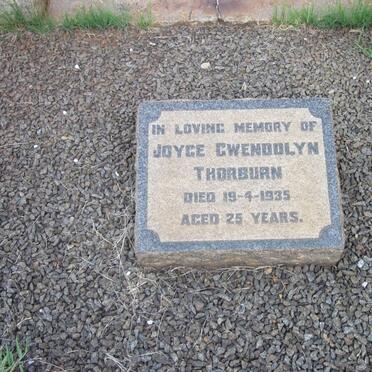 IN LOVING MEMORY OF
JOYCE GWENDOLYN
THORBURN
DIED 19-4-1935
AGED 25 YEARS.